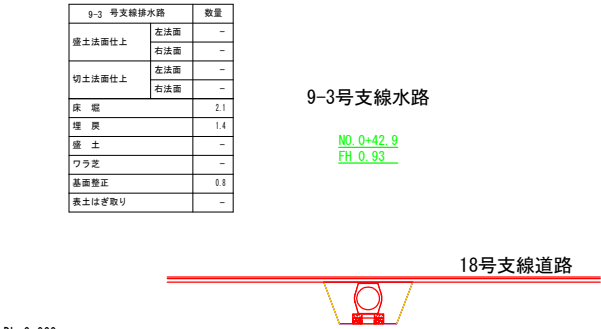 9-3 号支線排水路 数量
盛土法面仕上 左法面 -
右法面 -
切土法面仕上 左法面 -
右法面 -
床 堀 2.1
埋 戻 1.4
盛 土 -
ワラ芝 -
基面整正 0.8
表土はぎ取り -
9-3号支線水路
NO.0+42.9
FH 0.93
18号支線道路